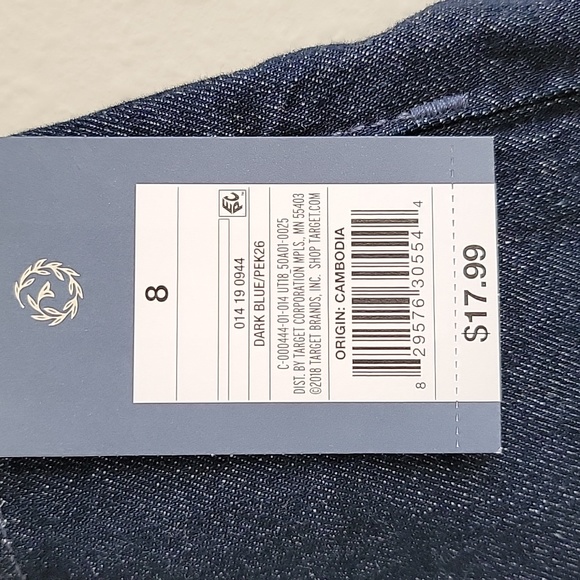 8
014 19 0944
DARK BLUE/PEK26
C-000444-01-014 UT18_50A01-0025
DIST. BY TARGET CORPORATION MPLS, MN 55403
©2018 TARGET BRANDS, INC. SHOP TARGET.COM
ORIGIN: CAMBODIA
8 29576 30554 4
$17.99